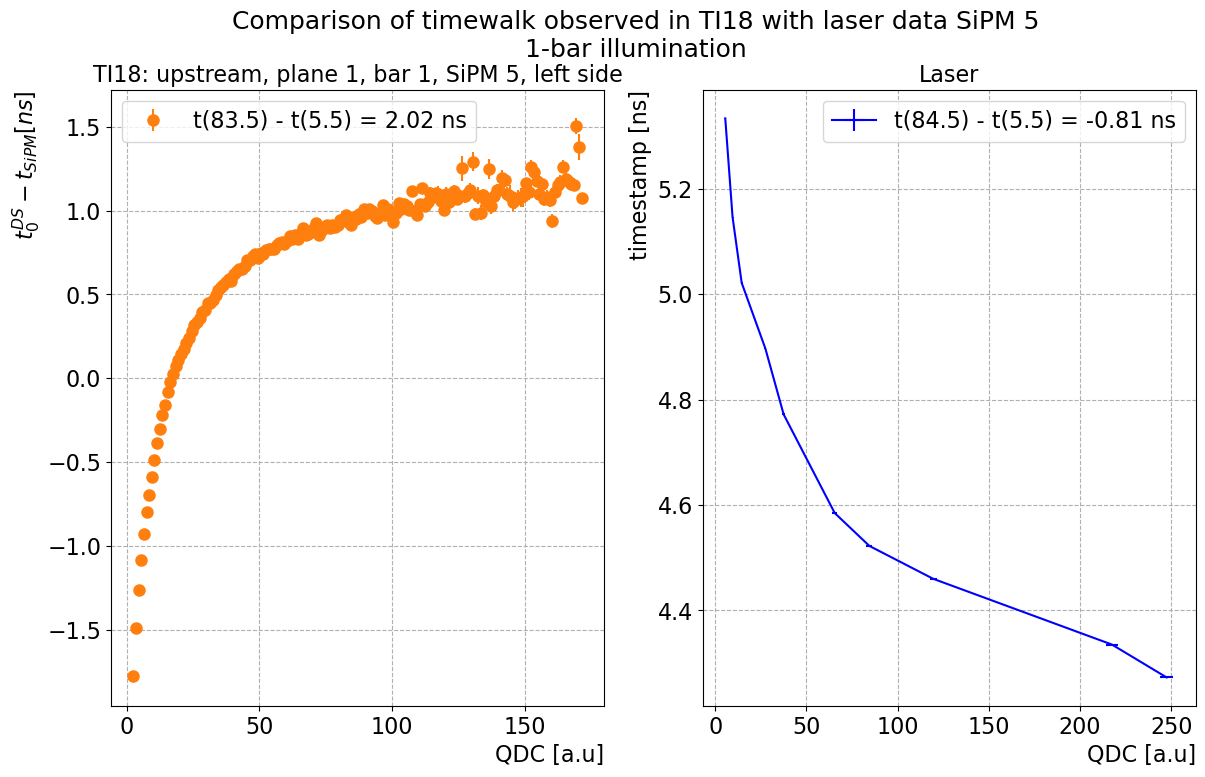 Comparison of timewalk observed in TI18 with laser data SiPM 5
1-bar illumination
TI18: upstream, plane 1, bar 1, SiPM 5, left side
t(83.5) - t(5.5) = 2.02 ns
t₀ᴰˢ − t_SiPM[ns]
1.5
1.0
0.5
0.0
−0.5
−1.0
−1.5
0 50 100 150
QDC [a.u]
Laser
t(84.5) - t(5.5) = -0.81 ns
timestamp [ns]
5.2
5.0
4.8
4.6
4.4
0 50 100 150 200 250
QDC [a.u]